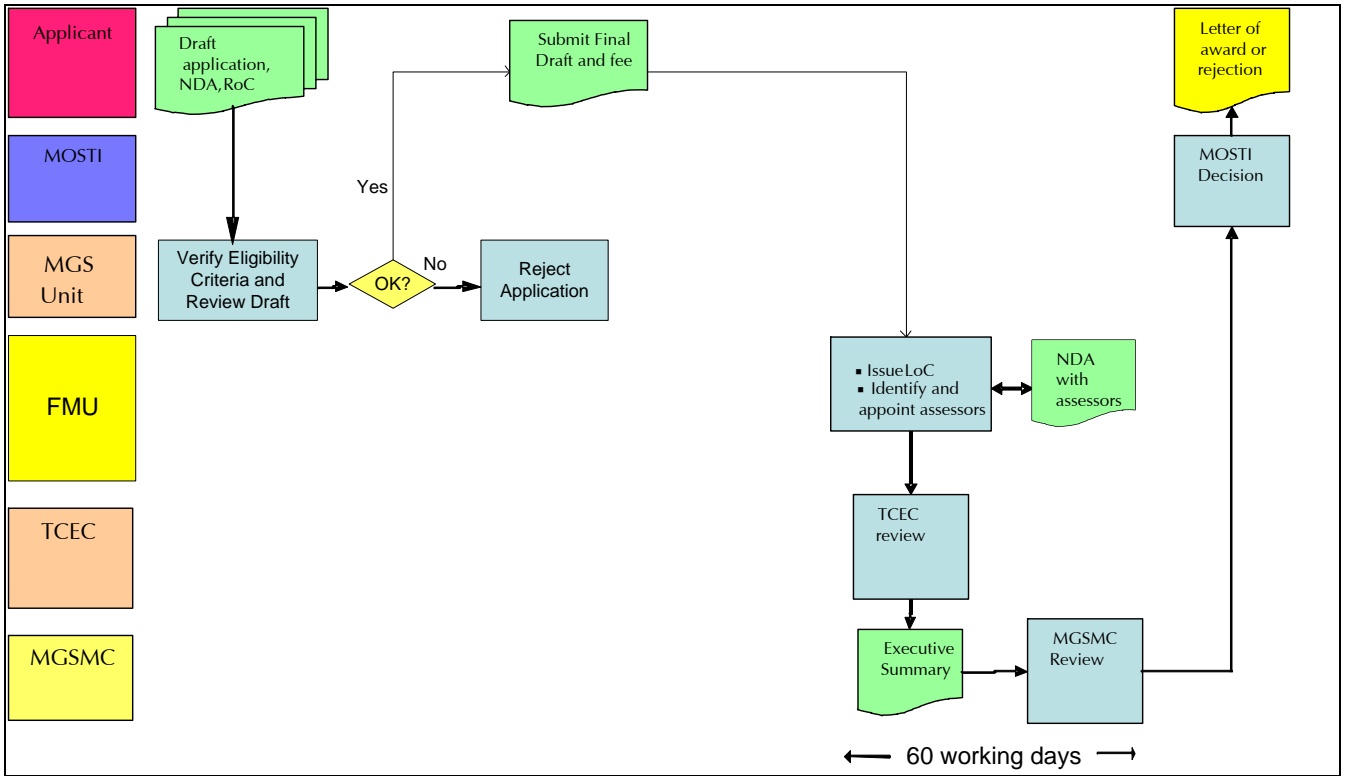 Applicant
Draft
application,
NDA,RoC
Submit Final
Draft and fee
Letter of
award or
rejection
MOSTI
MOSTI
Decision
Yes
MGS
Unit
Verify Eligibility
Criteria and
Review Draft
OK?
No
Reject
Application
FMU
▪ IssueLoC
▪ Identify and
appoint assessors
NDA
with
assessors
TCEC
TCEC
review
MGSMC
Executive
Summary
MGSMC
Review
60 working days